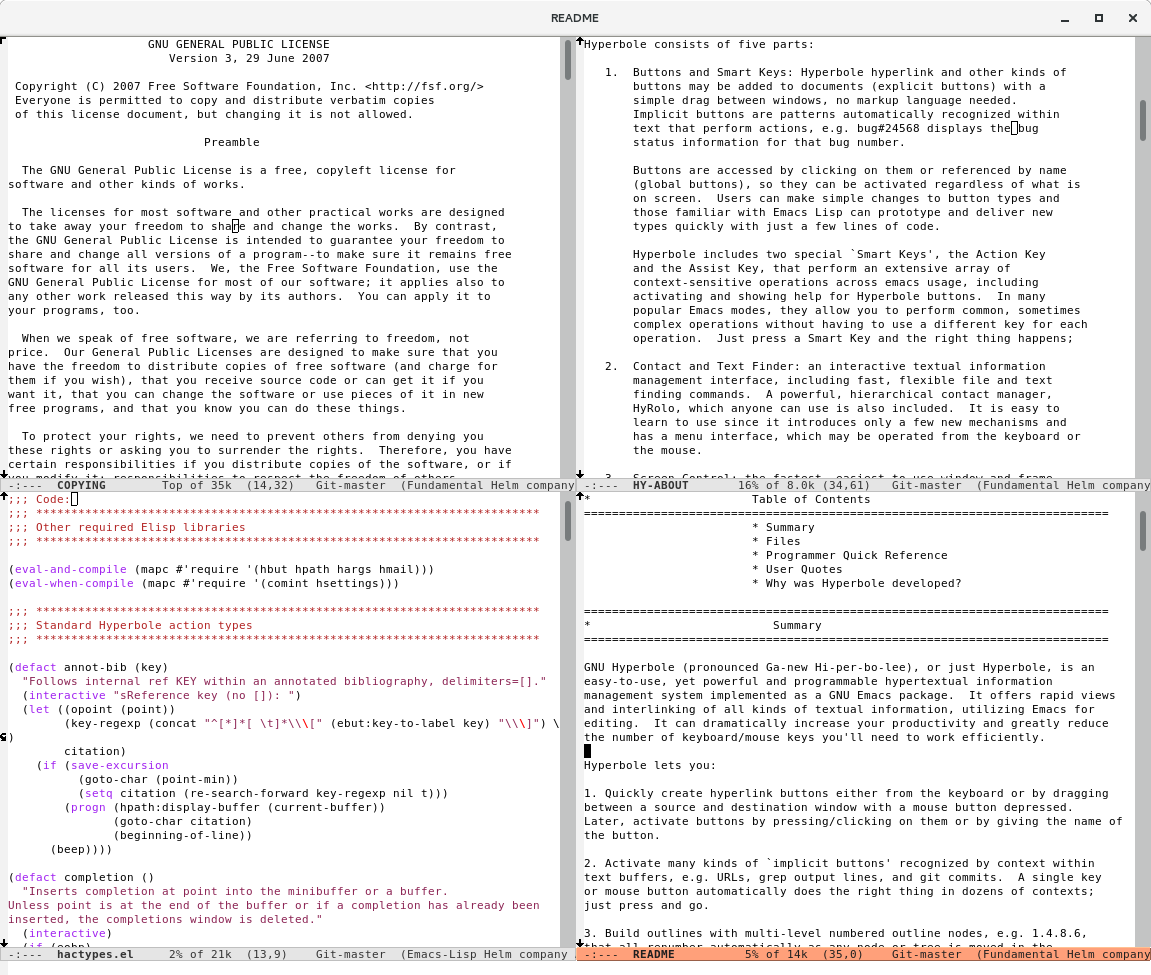 README
GNU GENERAL PUBLIC LICENSE
Version 3, 29 June 2007
Copyright (C) 2007 Free Software Foundation, Inc. <http://fsf.org/>
Everyone is permitted to copy and distribute verbatim copies
of this license document, but changing it is not allowed.
Preamble
The GNU General Public License is a free, copyleft license for
software and other kinds of works.
The licenses for most software and other practical works are designed
to take away your freedom to share and change the works.  By contrast,
the GNU General Public License is intended to guarantee your freedom to
share and change all versions of a program--to make sure it remains free
software for all its users.  We, the Free Software Foundation, use the
GNU General Public License for most of our software; it applies also to
any other work released this way by its authors.  You can apply it to
your programs, too.
When we speak of free software, we are referring to freedom, not
price.  Our General Public Licenses are designed to make sure that you
have the freedom to distribute copies of free software (and charge for
them if you wish), that you receive source code or can get it if you
want it, that you can change the software or use pieces of it in new
free programs, and that you know you can do these things.
To protect your rights, we need to prevent others from denying you
these rights or asking you to surrender the rights.  Therefore, you have
certain responsibilities if you distribute copies of the software, or if
you modify it: responsibilities to respect the freedom of others.
-:---  COPYING     Top of 35k  (14,32)    Git-master  (Fundamental Helm company
Hyperbole consists of five parts:
1.  Buttons and Smart Keys: Hyperbole hyperlink and other kinds of
buttons may be added to documents (explicit buttons) with a
simple drag between windows, no markup language needed.
Implicit buttons are patterns automatically recognized within
text that perform actions, e.g. bug#24568 displays the bug
status information for that bug number.
Buttons are accessed by clicking on them or referenced by name
(global buttons), so they can be activated regardless of what is
on screen.  Users can make simple changes to button types and
those familiar with Emacs Lisp can prototype and deliver new
types quickly with just a few lines of code.
Hyperbole includes two special `Smart Keys', the Action Key
and the Assist Key, that perform an extensive array of
context-sensitive operations across emacs usage, including
activating and showing help for Hyperbole buttons.  In many
popular Emacs modes, they allow you to perform common, sometimes
complex operations without having to use a different key for each
operation.  Just press a Smart Key and the right thing happens;
2.  Contact and Text Finder: an interactive textual information
management interface, including fast, flexible file and text
finding commands.  A powerful, hierarchical contact manager,
HyRolo, which anyone can use is also included.  It is easy to
learn to use since it introduces only a few new mechanisms and
has a menu interface, which may be operated from the keyboard or
the mouse.
3.  Screen Control: the fastest, easiest to use window and frame
-:---  HY-ABOUT       16% of 8.0k (34,61)    Git-master  (Fundamental Helm company
;;; Code:
;;; ************************************************************************
;;; Other required Elisp libraries
;;; ************************************************************************
(eval-and-compile (mapc #'require '(hbut hpath hargs hmail)))
(eval-when-compile (mapc #'require '(comint hsettings)))
;;; ************************************************************************
;;; Standard Hyperbole action types
;;; ************************************************************************
(defact annot-bib (key)
"Follows internal ref KEY within an annotated bibliography, delimiters=[]."
(interactive "sReference key (no []): ")
(let ((opoint (point))
(key-regexp (concat "^[*]*[ \t]*\\\[" (ebut:key-to-label key) "\\\]") \
)
citation)
(if (save-excursion
(goto-char (point-min))
(setq citation (re-search-forward key-regexp nil t)))
(progn (hpath:display-buffer (current-buffer))
(goto-char citation)
(beginning-of-line))
(beep))))
(defact completion ()
"Inserts completion at point into the minibuffer or a buffer.
Unless point is at the end of the buffer or if a completion has already been
inserted, the completions window is deleted."
(interactive)
-:---  hactypes.el     2% of 21k  (13,9)    Git-master  (Emacs-Lisp Helm company
*                       Table of Contents
===========================================================================
* Summary
* Files
* Programmer Quick Reference
* User Quotes
* Why was Hyperbole developed?
===========================================================================
*                          Summary
===========================================================================
GNU Hyperbole (pronounced Ga-new Hi-per-bo-lee), or just Hyperbole, is an
easy-to-use, yet powerful and programmable hypertextual information
management system implemented as a GNU Emacs package.  It offers rapid views
and interlinking of all kinds of textual information, utilizing Emacs for
editing.  It can dramatically increase your productivity and greatly reduce
the number of keyboard/mouse keys you'll need to work efficiently.
Hyperbole lets you:
1. Quickly create hyperlink buttons either from the keyboard or by dragging
between a source and destination window with a mouse button depressed.
Later, activate buttons by pressing/clicking on them or by giving the name of
the button.
2. Activate many kinds of `implicit buttons' recognized by context within
text buffers, e.g. URLs, grep output lines, and git commits.  A single key
or mouse button automatically does the right thing in dozens of contexts;
just press and go.
3. Build outlines with multi-level numbered outline nodes, e.g. 1.4.8.6,
that all renumber automatically as any node or tree is moved in the
-:---  README          5% of 14k  (35,0)    Git-master  (Fundamental Helm company